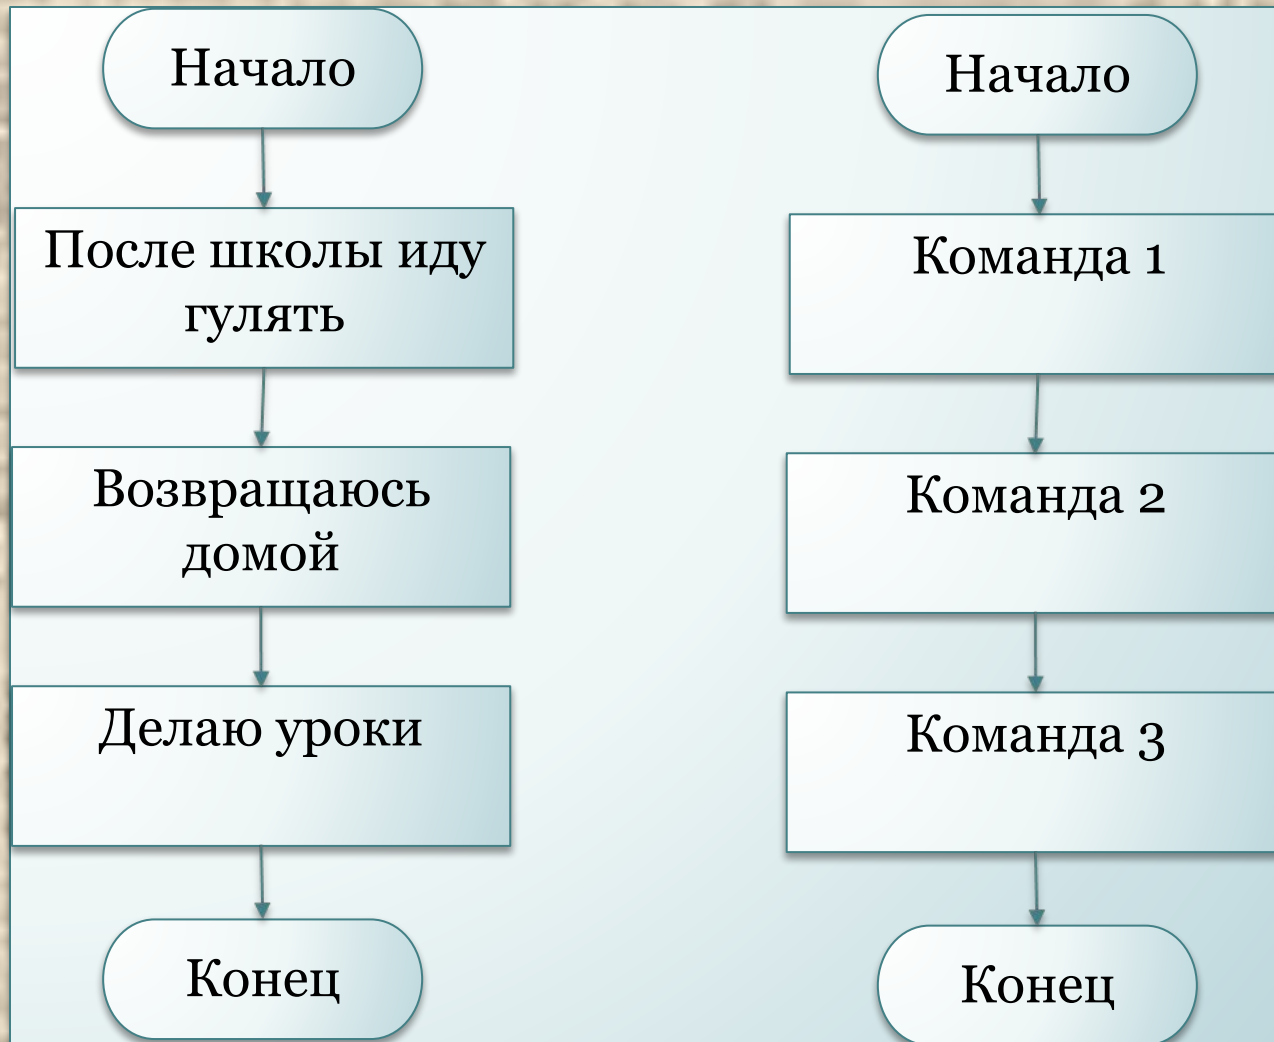 Начало
После школы иду
гулять
Возвращаюсь
домой
Делаю уроки
Конец
Начало
Команда 1
Команда 2
Команда 3
Конец